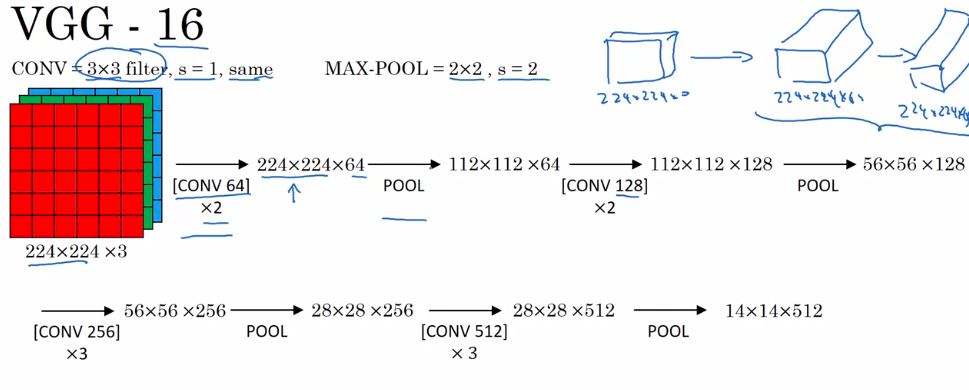 VGG - 16
CONV = 3×3 filter, s = 1, same
MAX-POOL = 2×2 , s = 2
224×224×3
224×224×64
224×224×64
224×224 ×3
[CONV 64]
×2
224×224×64
POOL
112×112 ×64
[CONV 128]
×2
112×112 ×128
POOL
56×56 ×128
[CONV 256]
×3
56×56 ×256
POOL
28×28 ×256
[CONV 512]
× 3
28×28 ×512
POOL
14×14×512